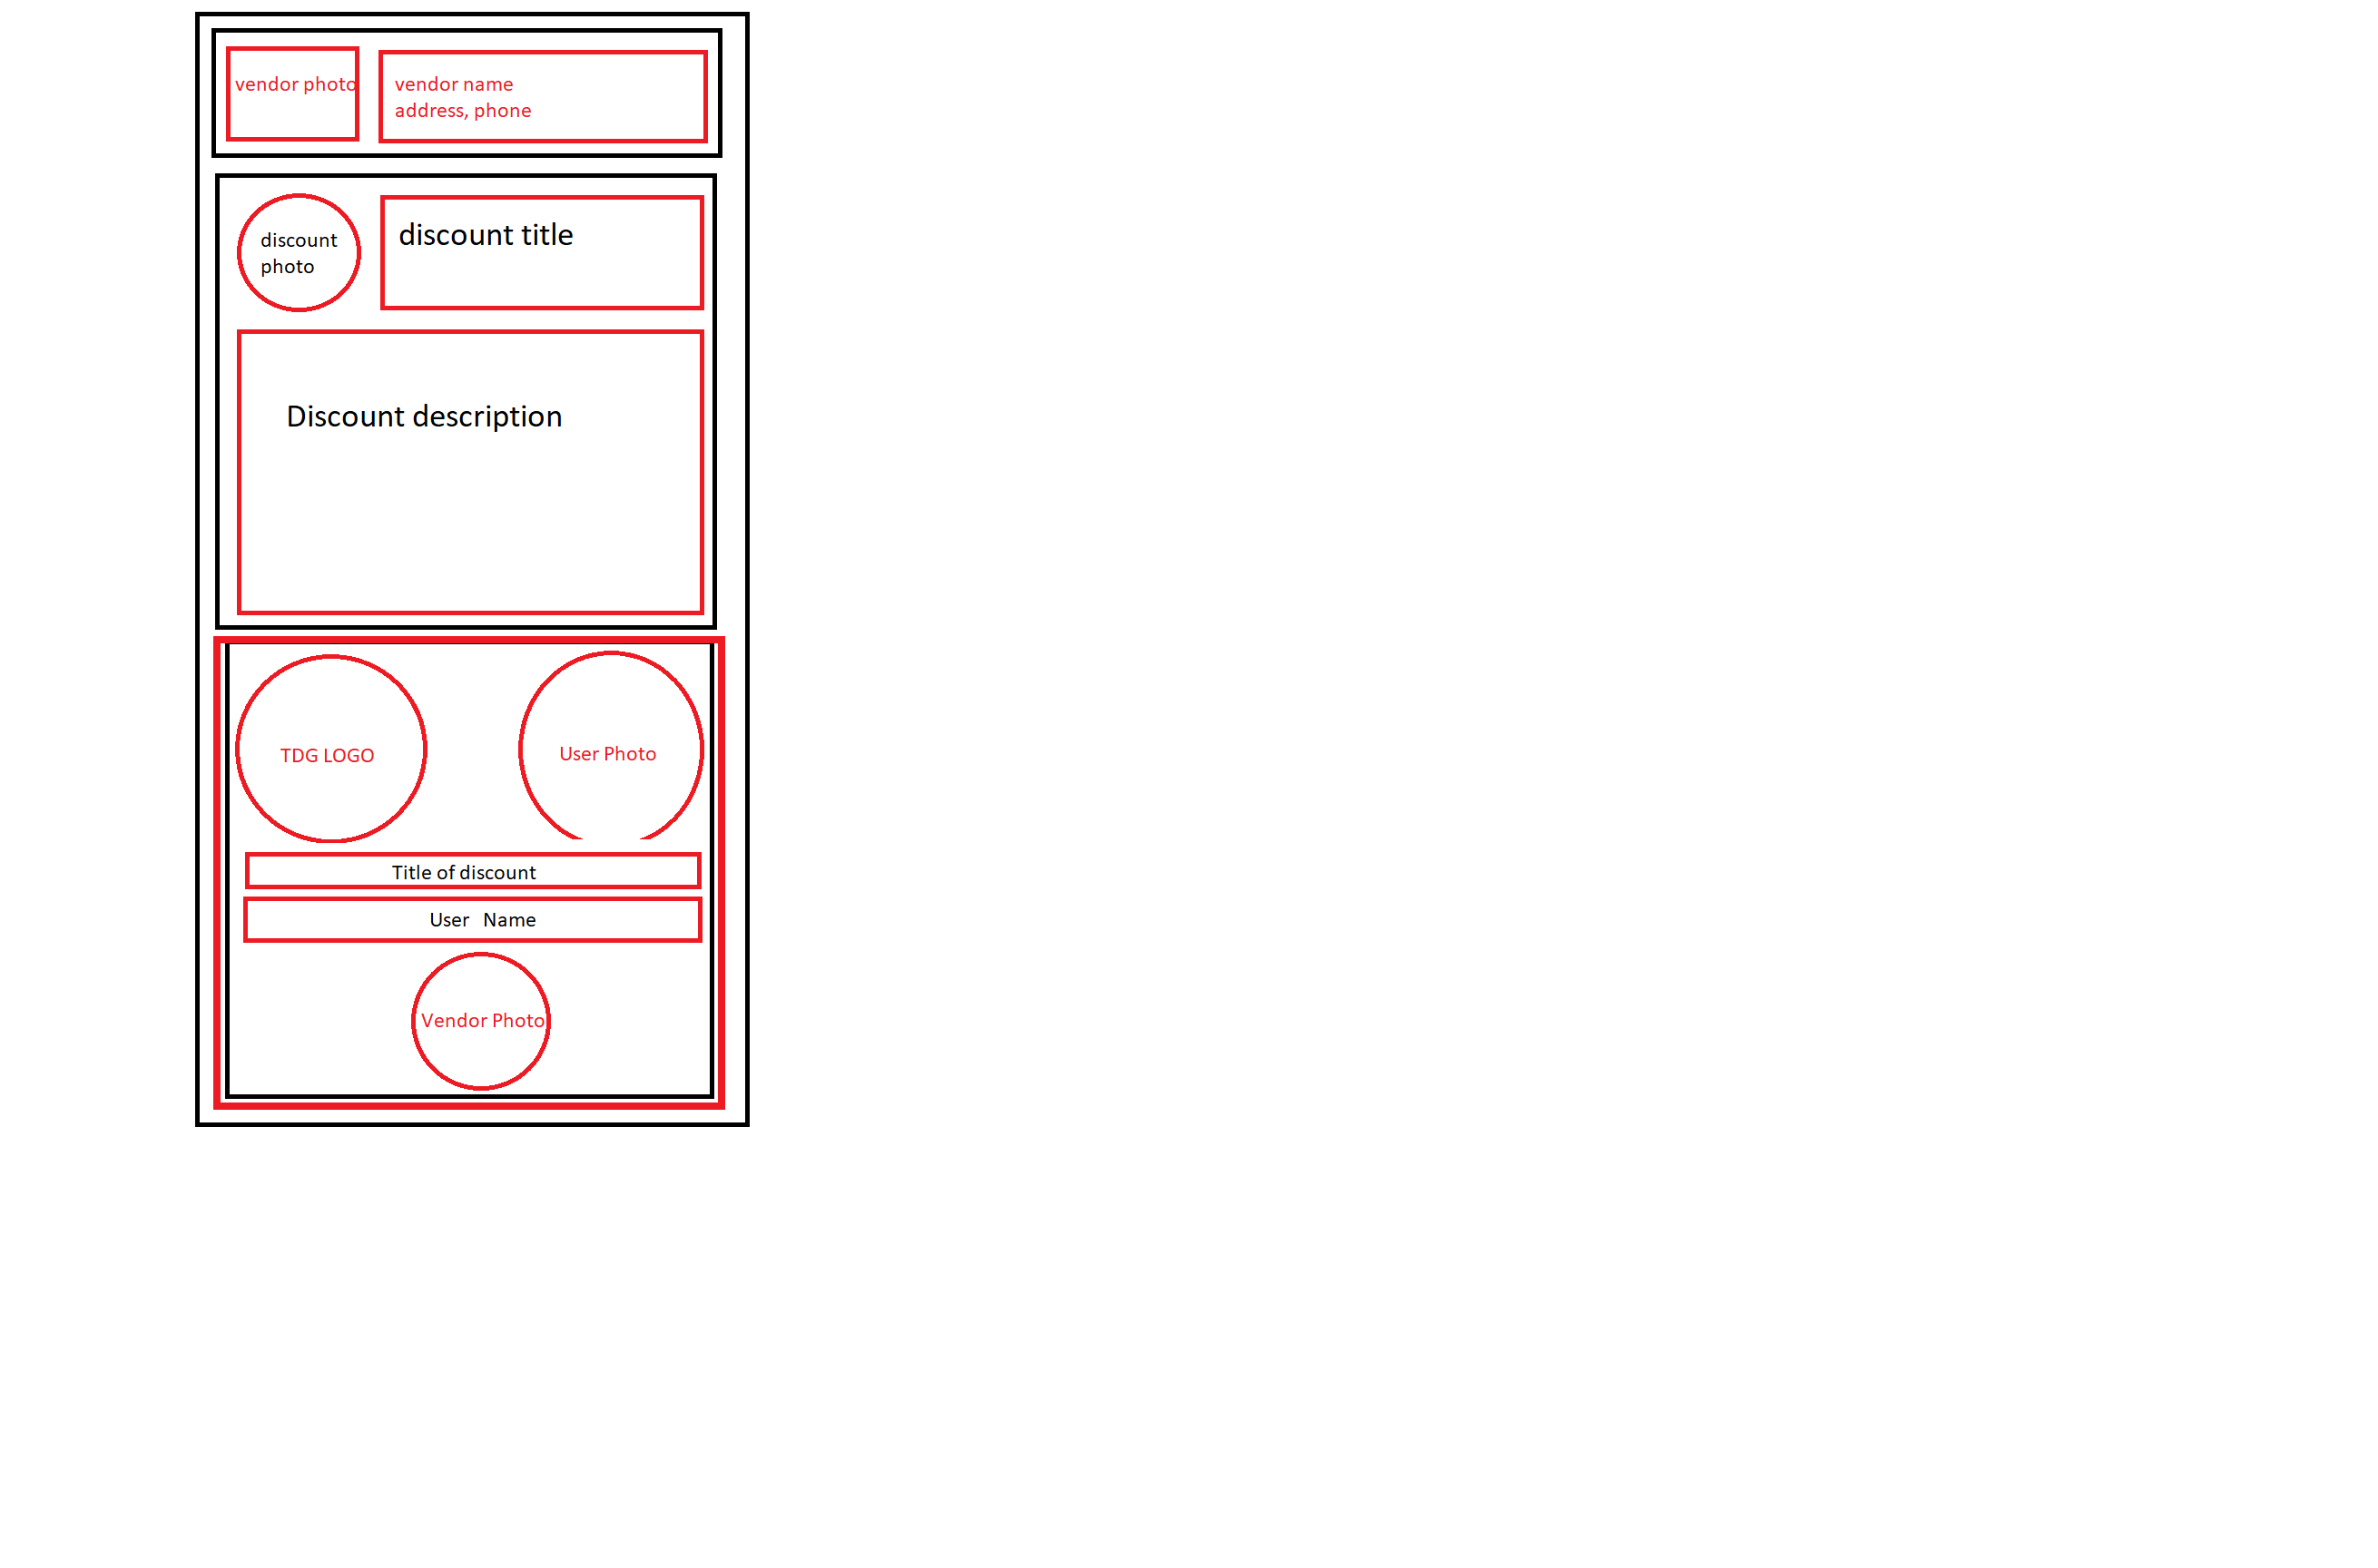 vendor photo
vendor name
address, phone
discount
photo
discount title
Discount description
TDG LOGO
User Photo
Title of discount
User Name
Vendor Photo